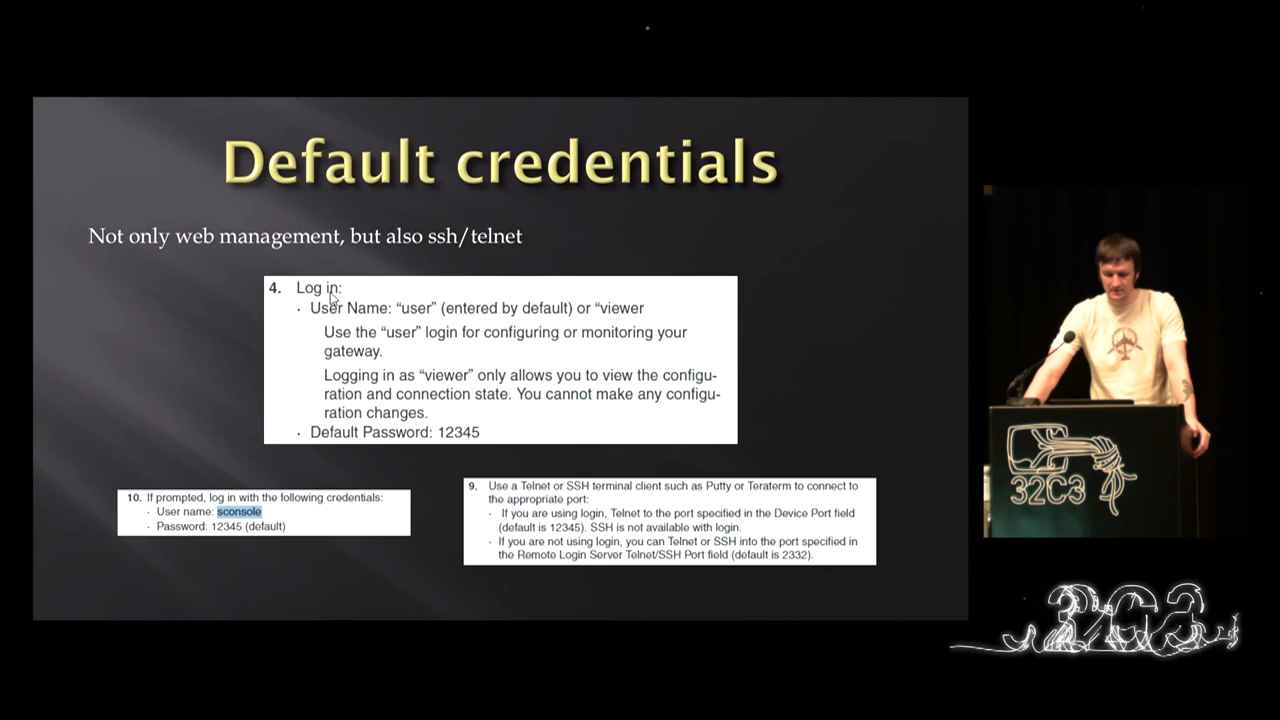 Default credentials
Not only web management, but also ssh/telnet
4. Log in:
· User Name: “user” (entered by default) or “viewer
Use the “user” login for configuring or monitoring your
gateway.
Logging in as “viewer” only allows you to view the configu-
ration and connection state. You cannot make any configu-
ration changes.
· Default Password: 12345
10. If prompted, log in with the following credentials:
· User name: sconsole
· Password: 12345 (default)
9. Use a Telnet or SSH terminal client such as Putty or Teraterm to connect to
the appropriate port:
· If you are using login, Telnet to the port specified in the Device Port field
(default is 12345). SSH is not available with login.
· If you are not using login, you can Telnet or SSH into the port specified in
the Remote Login Server Telnet/SSH Port field (default is 2332).
32C3
32C3